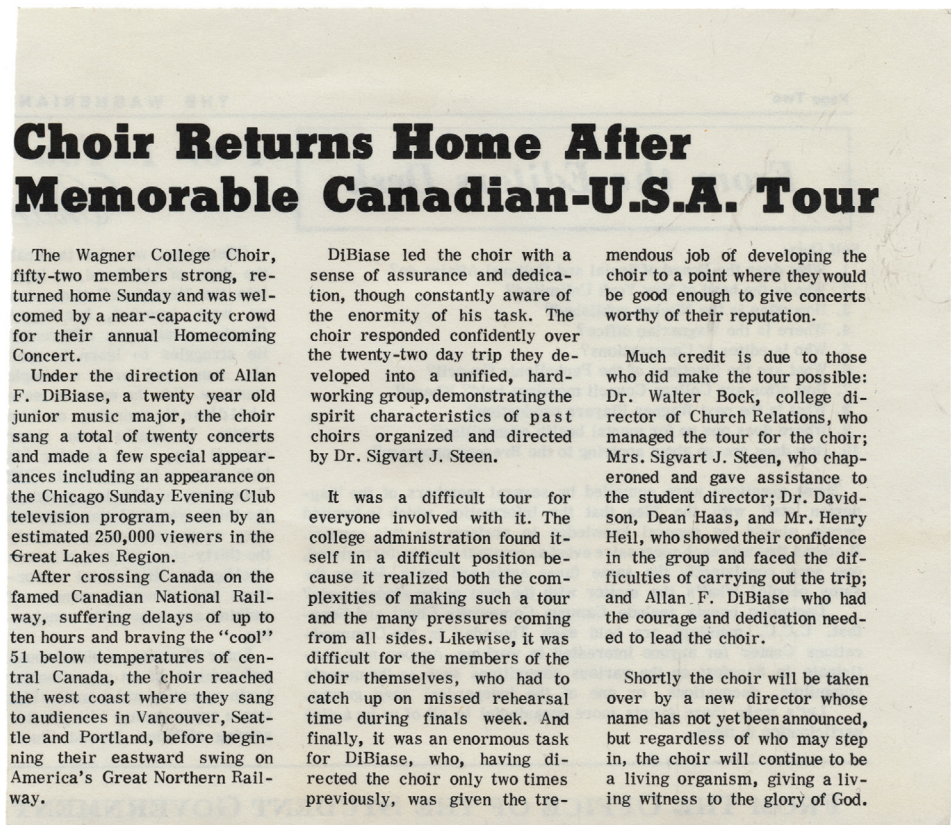 Choir Returns Home After
Memorable Canadian-U.S.A. Tour
The Wagner College Choir,
fifty-two members strong, re-
turned home Sunday and was wel-
comed by a near-capacity crowd
for their annual Homecoming
Concert.
Under the direction of Allan
F. DiBiase, a twenty year old
junior music major, the choir
sang a total of twenty concerts
and made a few special appear-
ances including an appearance on
the Chicago Sunday Evening Club
television program, seen by an
estimated 250,000 viewers in the
Great Lakes Region.
After crossing Canada on the
famed Canadian National Rail-
way, suffering delays of up to
ten hours and braving the "cool"
51 below temperatures of cen-
tral Canada, the choir reached
the west coast where they sang
to audiences in Vancouver, Seat-
tle and Portland, before begin-
ning their eastward swing on
America's Great Northern Rail-
way.
DiBiase led the choir with a
sense of assurance and dedica-
tion, though constantly aware of
the enormity of his task. The
choir responded confidently over
the twenty-two day trip they de-
veloped into a unified, hard-
working group, demonstrating the
spirit characteristics of most
choirs organized and directed
by Dr. Sigvart J. Steen.
It was a difficult tour for
everyone involved with it. The
college administration found it-
self in a difficult position be-
cause it realized both the com-
plexities of making such a tour
and the many pressures coming
from all sides. Likewise, it was
difficult for the members of the
choir themselves, who had to
catch up on missed rehearsal
time during finals week. And
finally, it was an enormous task
for DiBiase, who, having di-
rected the choir only two times
previously, was given the tre-
mendous job of developing the
choir to a point where they would
be good enough to give concerts
worthy of their reputation.
Much credit is due to those
who did make the tour possible:
Dr. Walter Bock, college di-
rector of Church Relations, who
managed the tour for the choir;
Mrs. Sigvart J. Steen, who chap-
eroned and gave assistance to
the student director; Dr. David-
son, Dean Haas, and Mr. Henry
Heil, who showed their confidence
in the group and faced the dif-
ficulties of carrying out the trip;
and Allan F. DiBiase who had
the courage and dedication need-
ed to lead the choir.
Shortly the choir will be taken
over by a new director whose
name has not yet been announced,
but regardless of who may step
in, the choir will continue to be
a living organism, giving a liv-
ing witness to the glory of God.